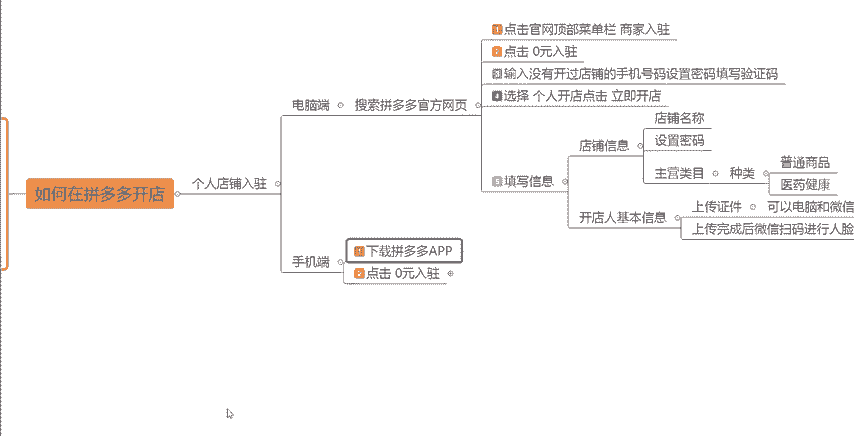 如何在拼多多开店
个人店铺入驻
电脑端
搜索拼多多官方网页
1 点击官网顶部菜单栏 商家入驻
2 点击 0元入驻
3 输入没有开过店铺的手机号码设置密码填写验证码
4 选择 个人开店点击 立即开店
5 填写信息
店铺信息
店铺名称
设置密码
主营类目
种类
普通商品
医药健康
开店人基本信息
上传证件
可以电脑和微信
上传完成后微信扫码进行人脸
手机端
1 下载拼多多APP
2 点击 0元入驻